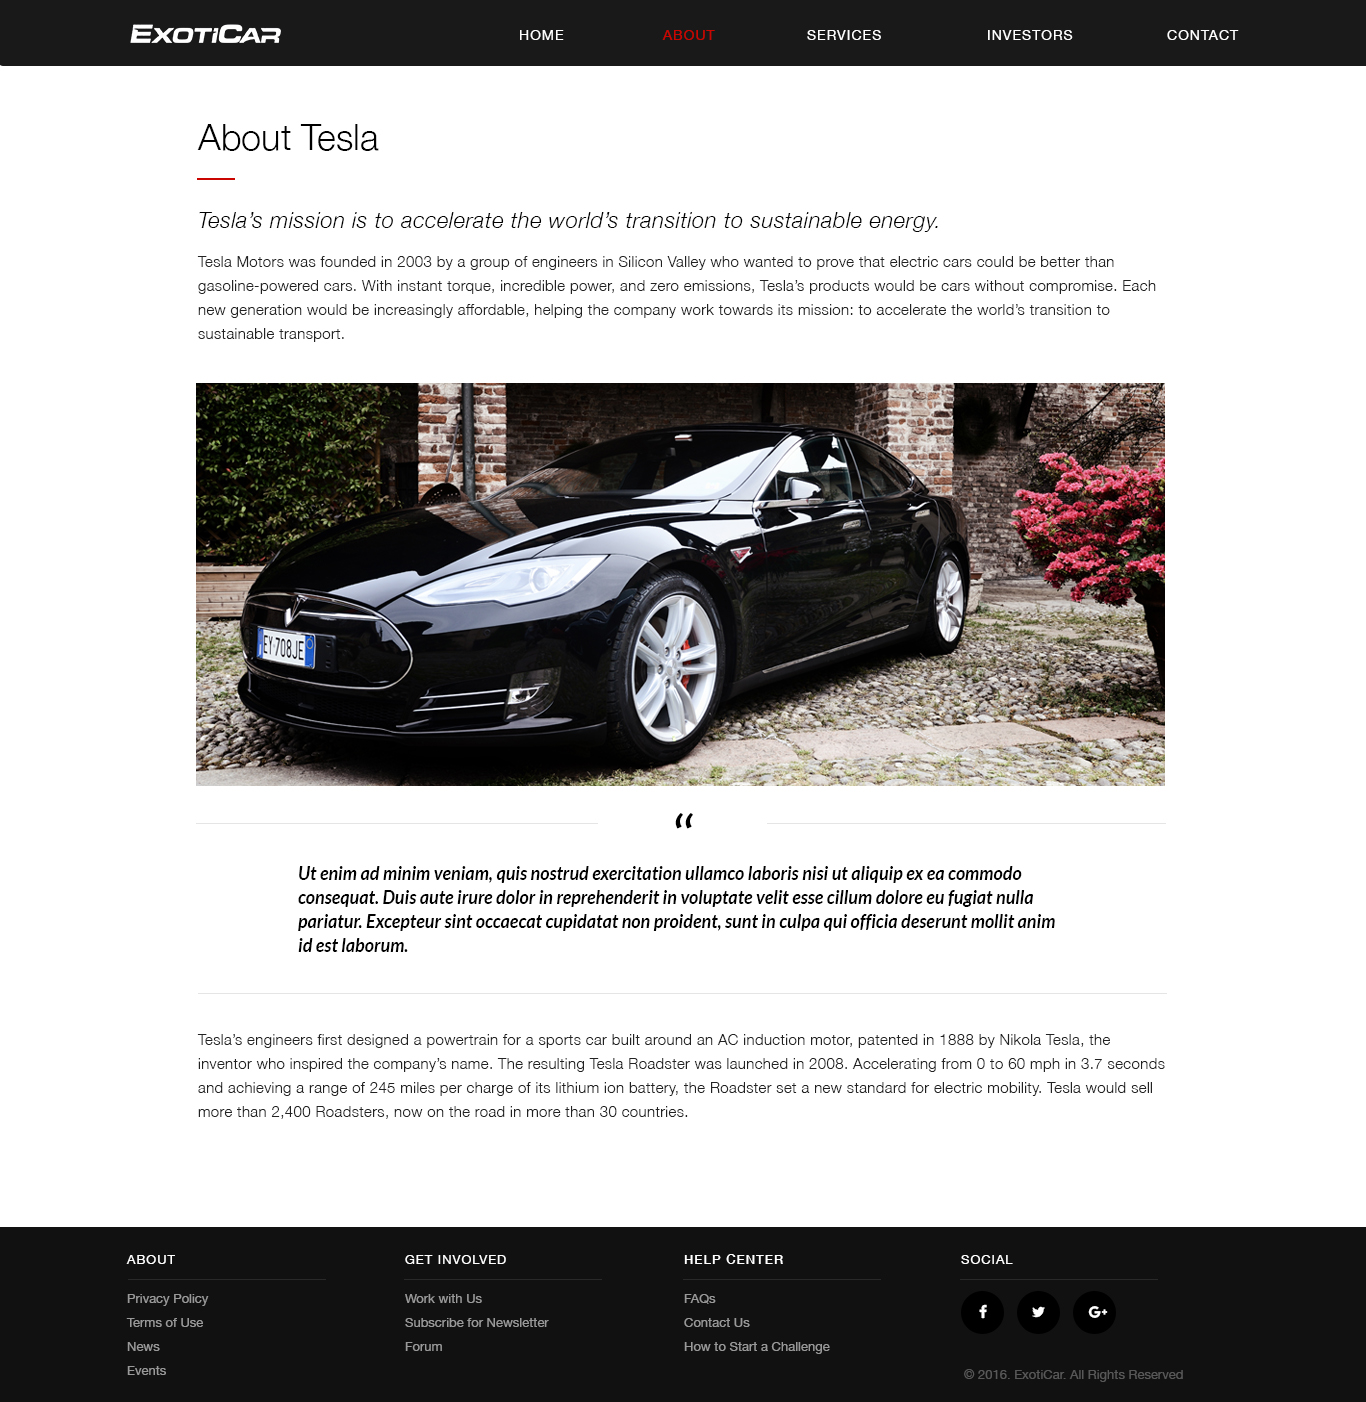 EXOTICAR
HOME ABOUT SERVICES INVESTORS CONTACT
About Tesla
Tesla’s mission is to accelerate the world’s transition to sustainable energy.
Tesla Motors was founded in 2003 by a group of engineers in Silicon Valley who wanted to prove that electric cars could be better than
gasoline-powered cars. With instant torque, incredible power, and zero emissions, Tesla’s products would be cars without compromise. Each
new generation would be increasingly affordable, helping the company work towards its mission: to accelerate the world’s transition to
sustainable transport.
EY·708JE
“
Ut enim ad minim veniam, quis nostrud exercitation ullamco laboris nisi ut aliquip ex ea commodo
consequat. Duis aute irure dolor in reprehenderit in voluptate velit esse cillum dolore eu fugiat nulla
pariatur. Excepteur sint occaecat cupidatat non proident, sunt in culpa qui officia deserunt mollit anim
id est laborum.
Tesla’s engineers first designed a powertrain for a sports car built around an AC induction motor, patented in 1888 by Nikola Tesla, the
inventor who inspired the company’s name. The resulting Tesla Roadster was launched in 2008. Accelerating from 0 to 60 mph in 3.7 seconds
and achieving a range of 245 miles per charge of its lithium ion battery, the Roadster set a new standard for electric mobility. Tesla would sell
more than 2,400 Roadsters, now on the road in more than 30 countries.
ABOUT
Privacy Policy
Terms of Use
News
Events
GET INVOLVED
Work with Us
Subscribe for Newsletter
Forum
HELP CENTER
FAQs
Contact Us
How to Start a Challenge
SOCIAL
f G+
© 2016. ExotiCar. All Rights Reserved